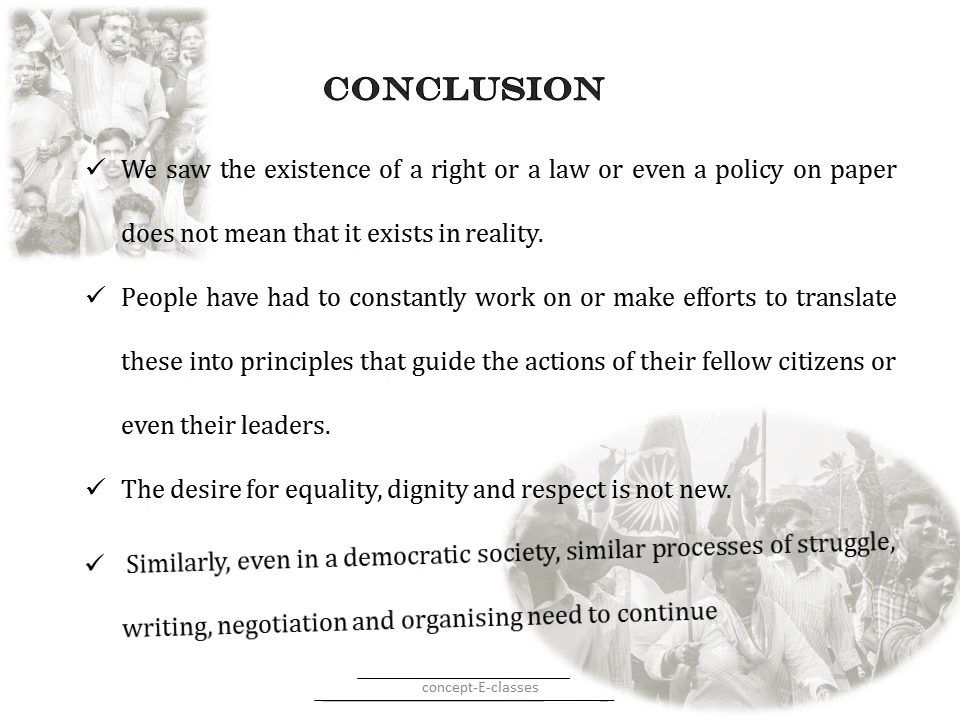 CONCLUSION
✓ We saw the existence of a right or a law or even a policy on paper
does not mean that it exists in reality.
✓ People have had to constantly work on or make efforts to translate
these into principles that guide the actions of their fellow citizens or
even their leaders.
✓ The desire for equality, dignity and respect is not new.
✓ Similarly, even in a democratic society, similar processes of struggle,
writing, negotiation and organising need to continue
concept-E-classes